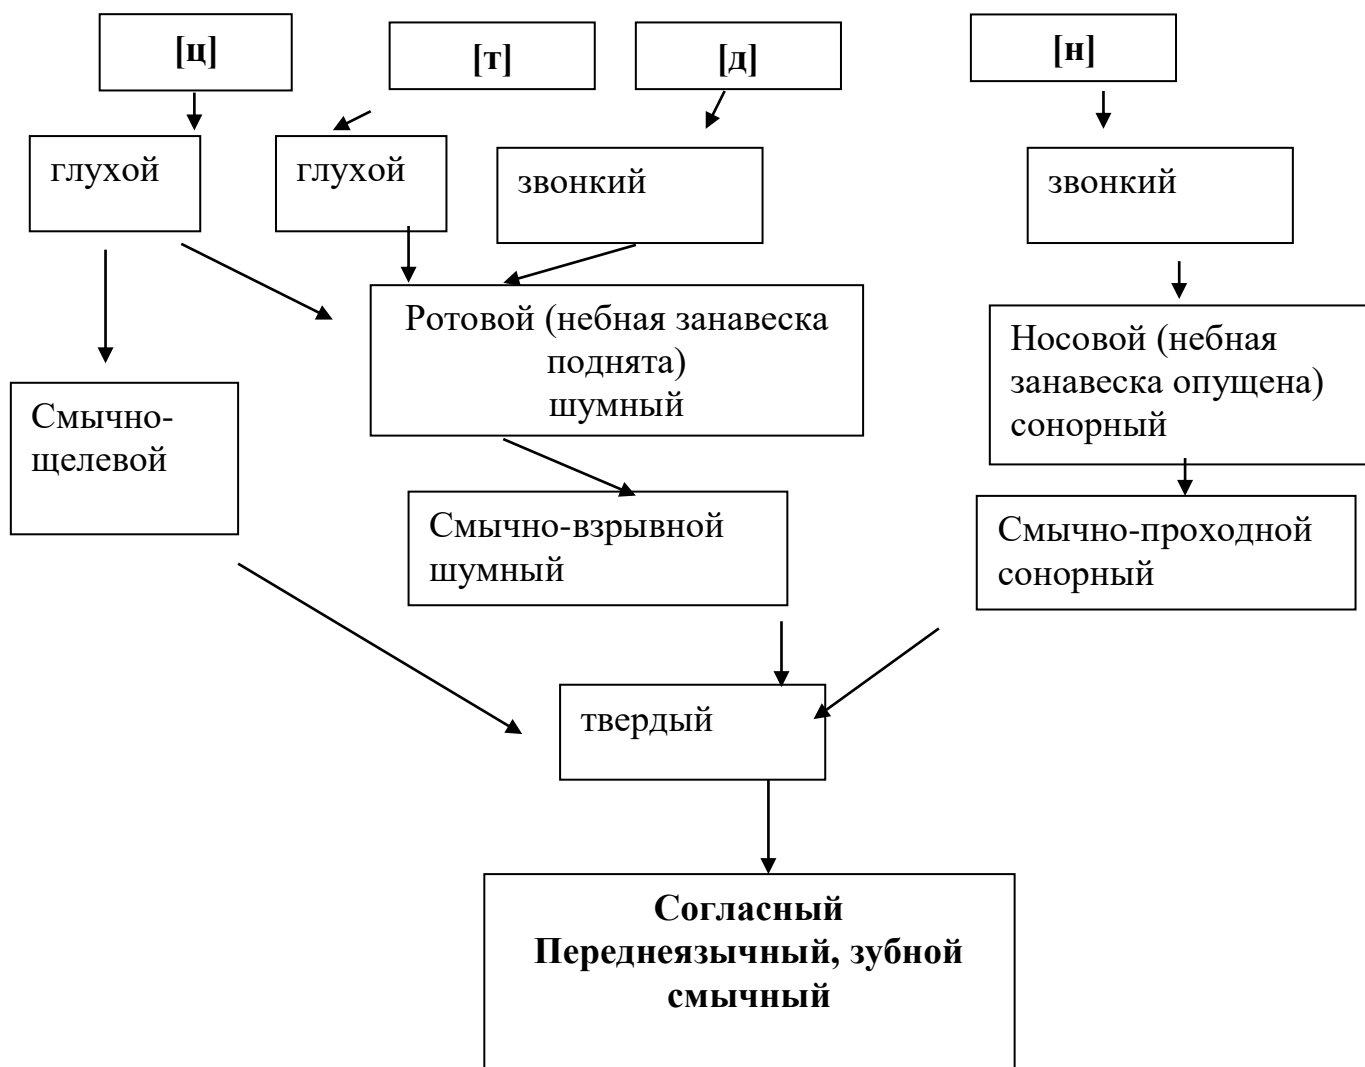 [ц]
[т]
[д]
[н]
глухой
глухой
звонкий
звонкий
Ротовой (небная занавеска
поднята)
шумный
Носовой (небная
занавеска опущена)
сонорный
Смычно-
щелевой
Смычно-взрывной
шумный
Смычно-проходной
сонорный
твердый
Согласный
Переднеязычный, зубной
смычный